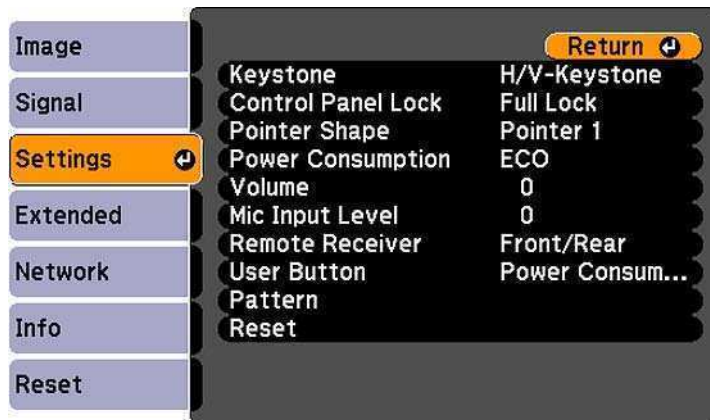 Image
Signal
Settings
Extended
Network
Info
Reset
Return
Keystone H/V-Keystone
Control Panel Lock Full Lock
Pointer Shape Pointer 1
Power Consumption ECO
Volume 0
Mic Input Level 0
Remote Receiver Front/Rear
User Button Power Consum...
Pattern
Reset